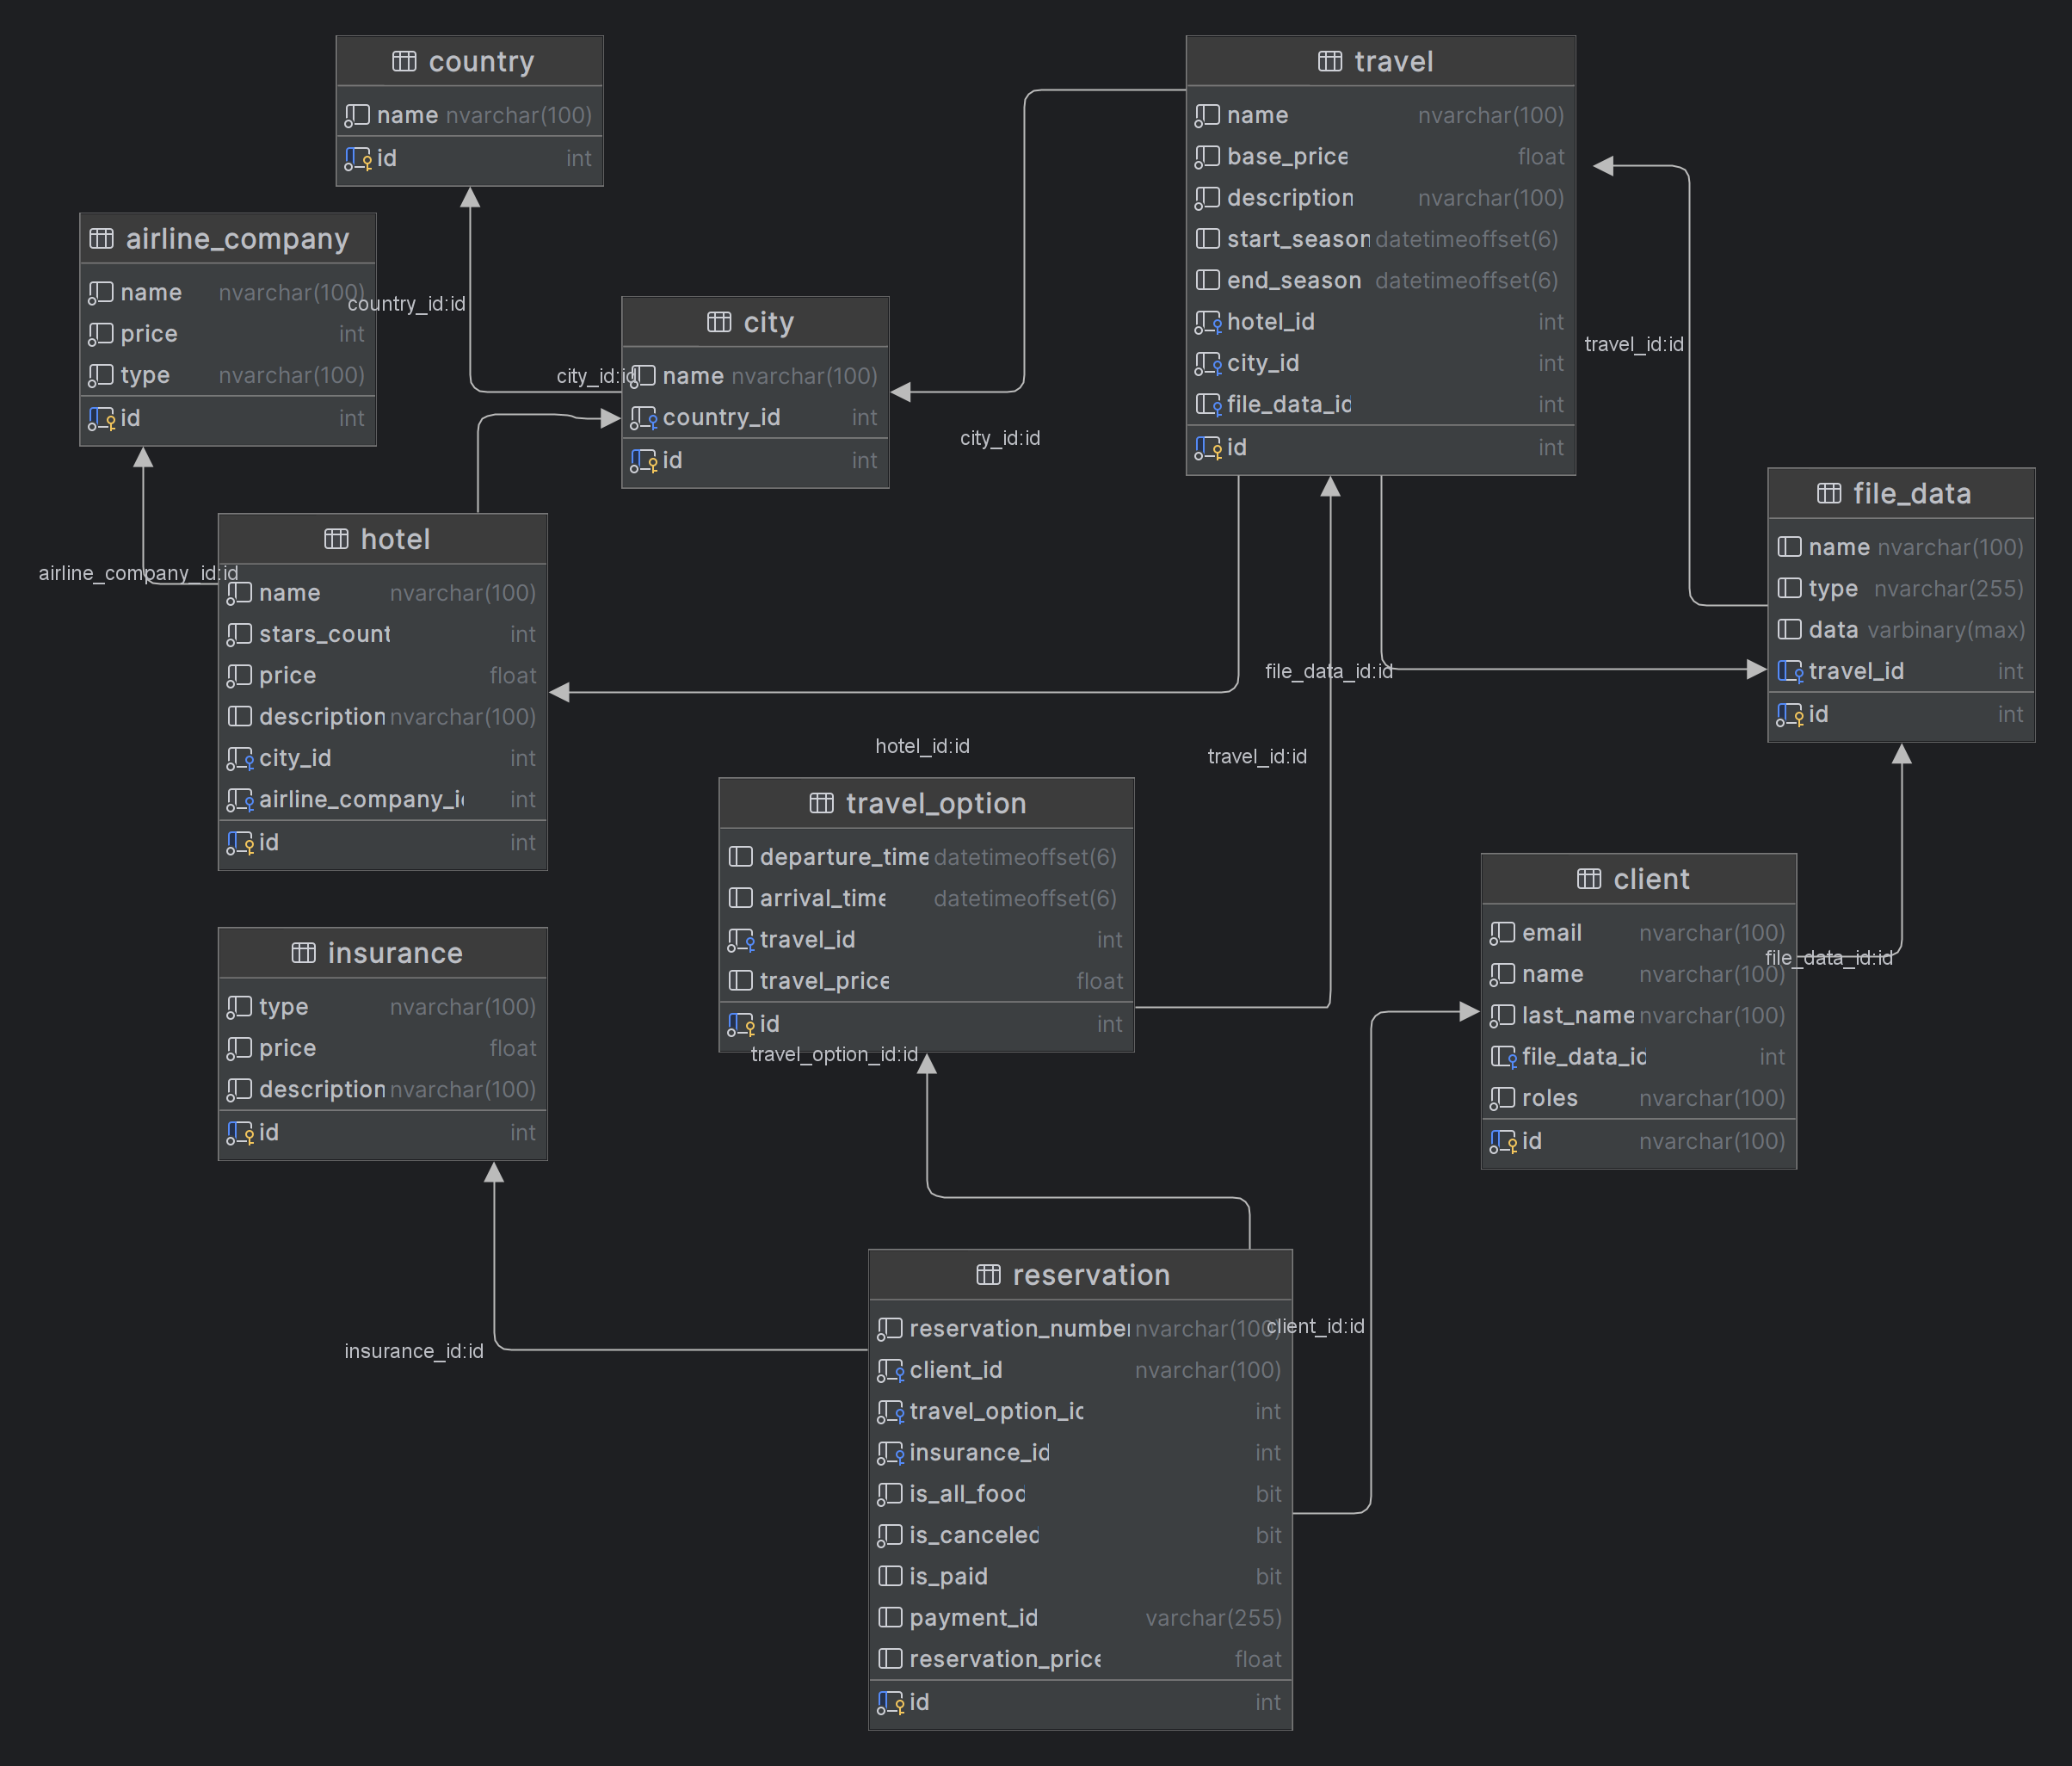 country
name nvarchar(100)
id int
airline_company
name nvarchar(100)
price int
type nvarchar(100)
id int
country_id:id
city
name nvarchar(100)
country_id int
id int
city_id:id
city_id:id
travel
name nvarchar(100)
base_price float
description nvarchar(100)
start_season datetimeoffset(6)
end_season datetimeoffset(6)
hotel_id int
city_id int
file_data_id int
id int
travel_id:id
file_data
name nvarchar(100)
type nvarchar(255)
data varbinary(max)
travel_id int
id int
airline_company_id:id
hotel
name nvarchar(100)
stars_count int
price float
description nvarchar(100)
city_id int
airline_company_i int
id int
file_data_id:id
hotel_id:id
travel_id:id
travel_option
departure_time datetimeoffset(6)
arrival_time datetimeoffset(6)
travel_id int
travel_price float
id int
travel_option_id:id
client
email nvarchar(100)
name nvarchar(100)
last_name nvarchar(100)
file_data_id int
roles nvarchar(100)
id nvarchar(100)
file_data_id:id
insurance
type nvarchar(100)
price float
description nvarchar(100)
id int
insurance_id:id
reservation
reservation_number nvarchar(100)
client_id nvarchar(100)
travel_option_id int
insurance_id int
is_all_food bit
is_canceled bit
is_paid bit
payment_id varchar(255)
reservation_price float
id int
client_id:id